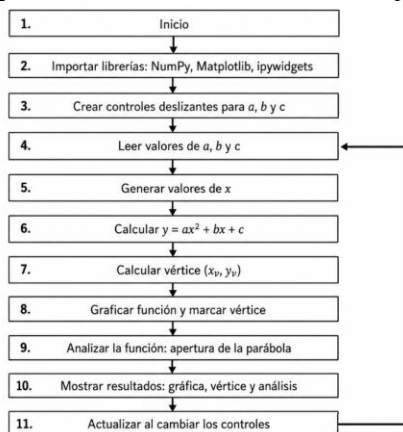 1. Inicio
2. Importar librerías: NumPy, Matplotlib, ipywidgets
3. Crear controles deslizantes para a, b y c
4. Leer valores de a, b y c
5. Generar valores de x
6. Calcular y = ax² + bx + c
7. Calcular vértice (xᵥ, yᵥ)
8. Graficar función y marcar vértice
9. Analizar la función: apertura de la parábola
10. Mostrar resultados: gráfica, vértice y análisis
11. Actualizar al cambiar los controles